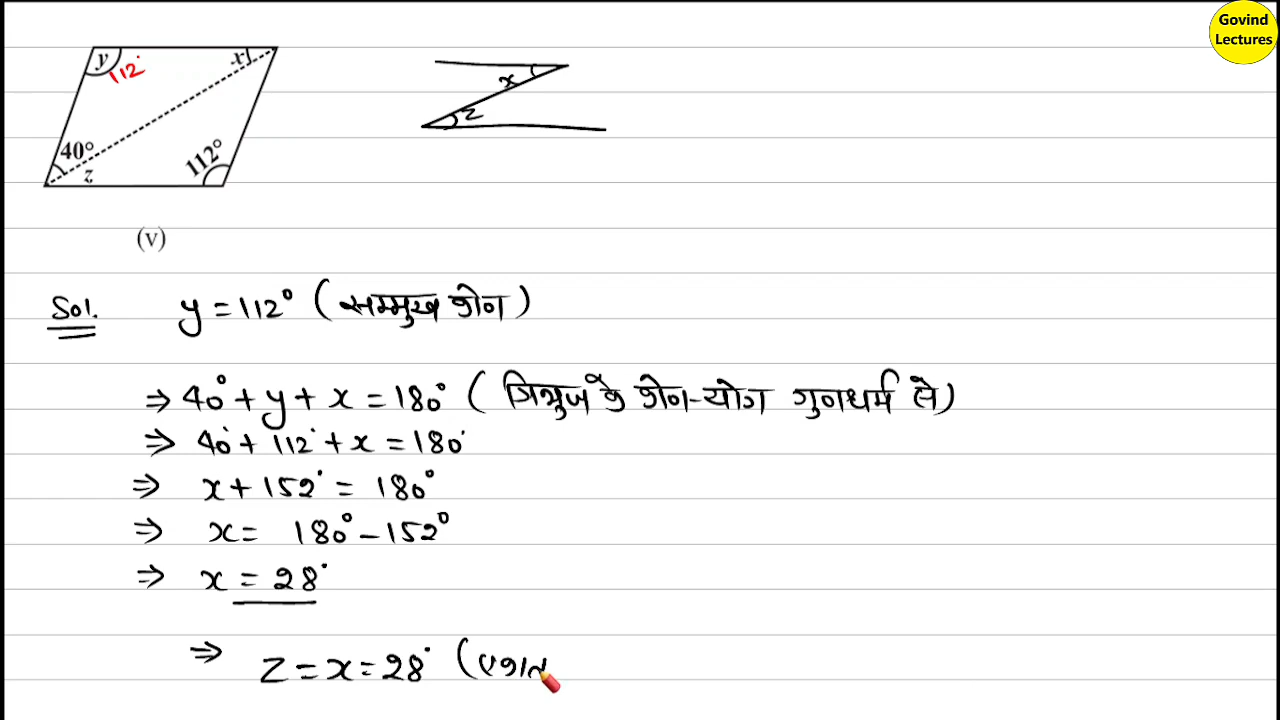 Govind
Lectures
y
112°
x
40°
z
112°
x
z
(v)
Sol. y = 112° (सम्मुख कोण)
⇒ 40° + y + x = 180° (त्रिभुज के कोण-योग गुणधर्म से)
⇒ 40° + 112° + x = 180°
⇒ x + 152° = 180°
⇒ x = 180° - 152°
⇒ x = 28°
⇒ z = x = 28° (